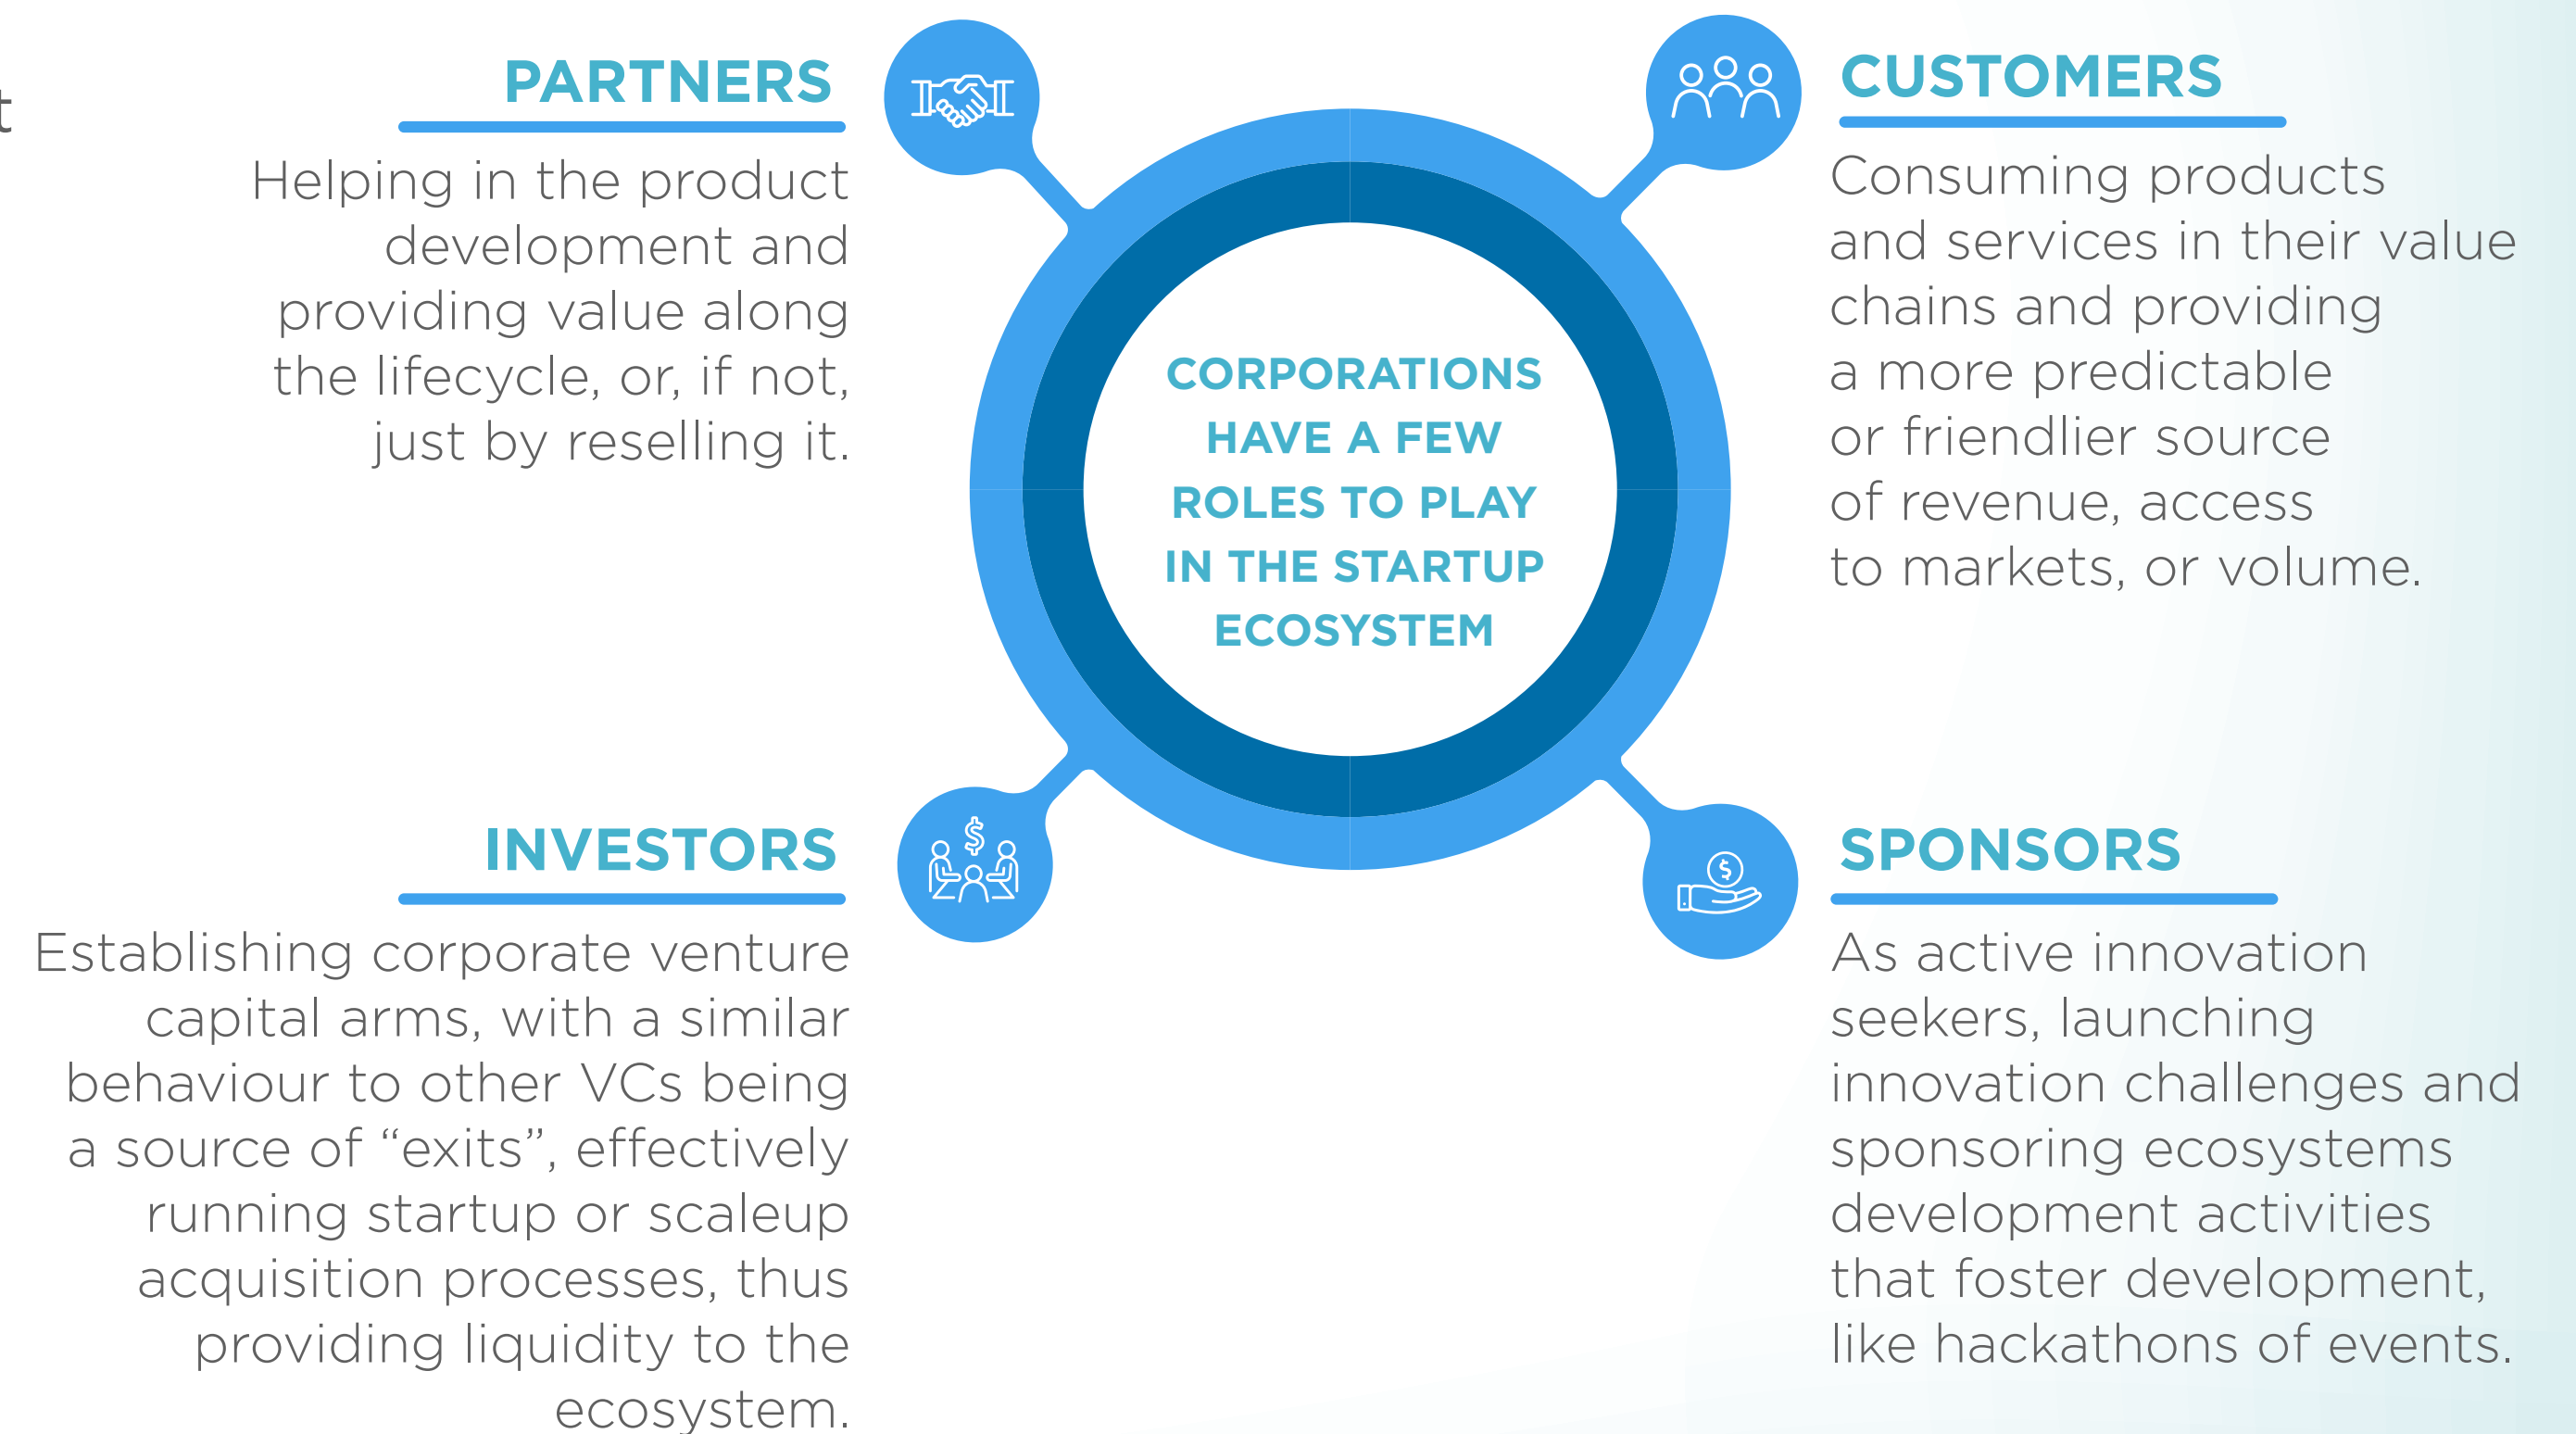 t
PARTNERS
Helping in the product
development and
providing value along
the lifecycle, or, if not,
just by reselling it.
CUSTOMERS
Consuming products
and services in their value
chains and providing
a more predictable
or friendlier source
of revenue, access
to markets, or volume.
CORPORATIONS
HAVE A FEW
ROLES TO PLAY
IN THE STARTUP
ECOSYSTEM
INVESTORS
Establishing corporate venture
capital arms, with a similar
behaviour to other VCs being
a source of “exits”, effectively
running startup or scaleup
acquisition processes, thus
providing liquidity to the
ecosystem.
SPONSORS
As active innovation
seekers, launching
innovation challenges and
sponsoring ecosystems
development activities
that foster development,
like hackathons of events.